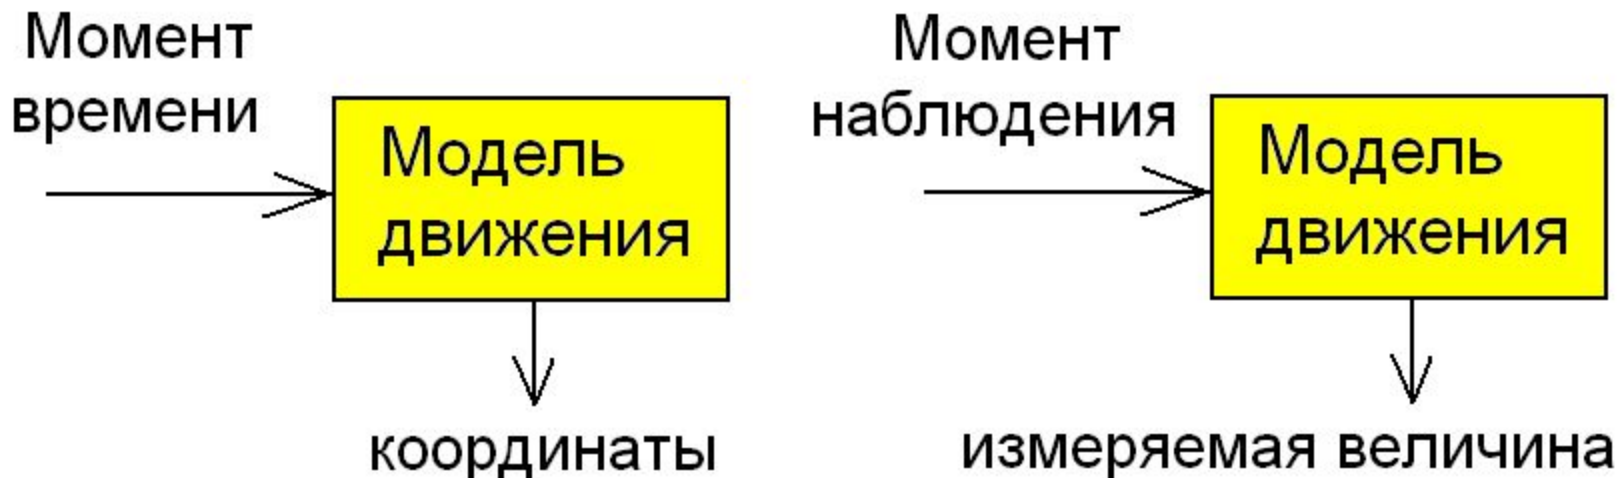 Момент
времени
Модель
движения
координаты
Момент
наблюдения
Модель
движения
измеряемая величина